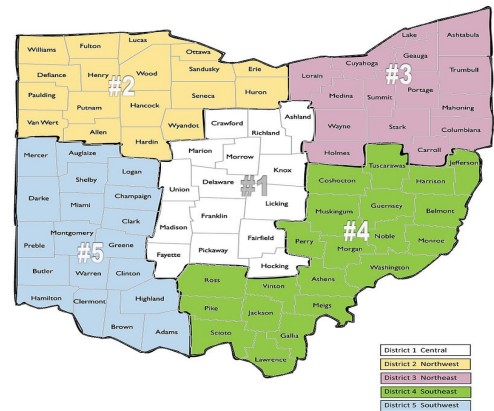 Williams
Fulton
Lucas
Ottawa
Defiance
Henry
Wood
Sandusky
Erie
#2
Paulding
Putnam
Hancock
Seneca
Huron
Van Wert
Allen
Hardin
Wyandot
Lake
Ashtabula
Geauga
Cuyahoga
#3
Lorain
Trumbull
Medina
Summit
Portage
Mahoning
Wayne
Stark
Columbiana
Holmes
Carroll
Crawford
Richland
Ashland
Marion
Morrow
Knox
Union
Delaware
#1
Licking
Franklin
Madison
Fairfield
Fayette
Pickaway
Hocking
Tuscarawas
Jefferson
Coshocton
Harrison
Muskingum
Guernsey
Belmont
#4
Perry
Noble
Monroe
Morgan
Washington
Athens
Ross
Vinton
Meigs
Pike
Jackson
Scioto
Gallia
Lawrence
Mercer
Auglaize
Logan
Shelby
Darke
Miami
Champaign
Clark
Montgomery
Preble
#5
Greene
Butler
Warren
Clinton
Hamilton
Clermont
Highland
Brown
Adams
District 1 Central
District 2 Northwest
District 3 Northeast
District 4 Southeast
District 5 Southwest